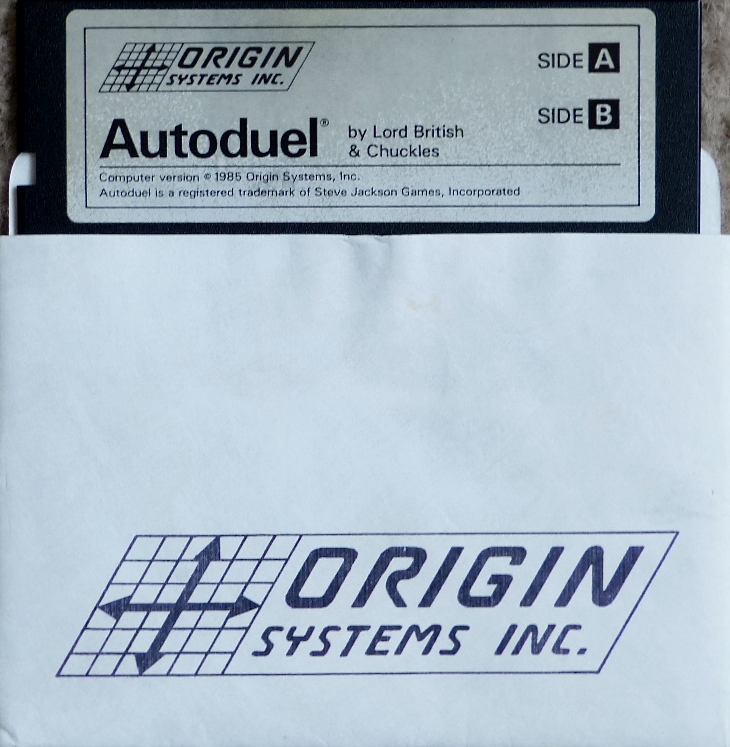 ORIGIN
SYSTEMS INC.
SIDE A
SIDE B
Autoduel® by Lord British
& Chuckles
Computer version © 1985 Origin Systems, Inc.
Autoduel is a registered trademark of Steve Jackson Games, Incorporated
ORIGIN
SYSTEMS INC.